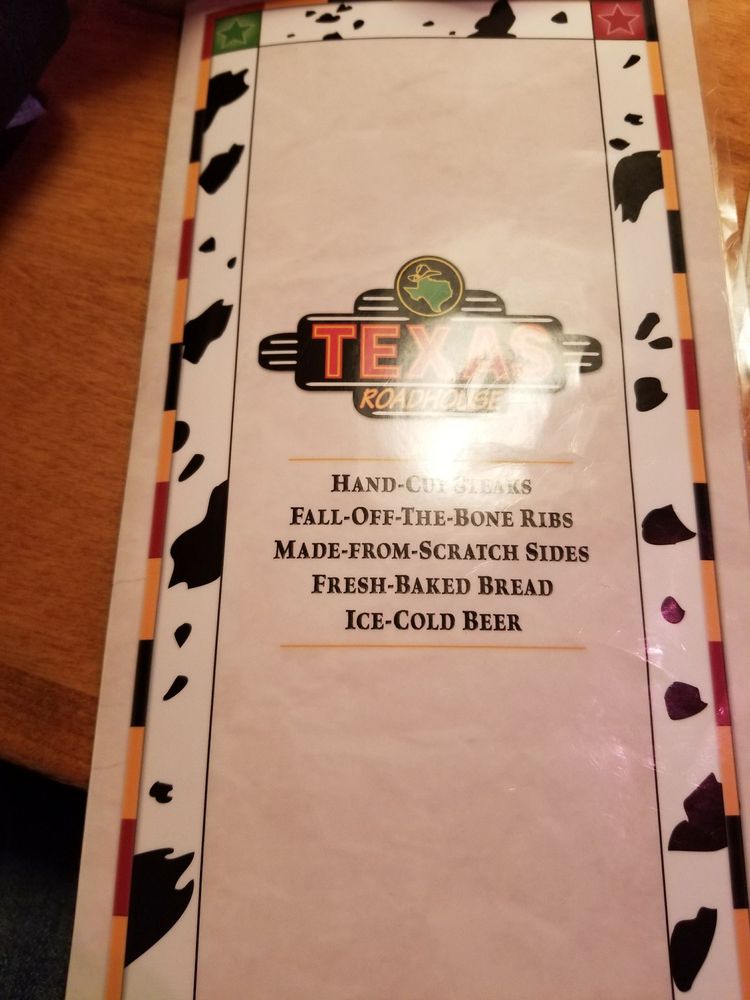 TEXAS
ROADHOUSE
HAND-CUT STEAKS
FALL-OFF-THE-BONE RIBS
MADE-FROM-SCRATCH SIDES
FRESH-BAKED BREAD
ICE-COLD BEER